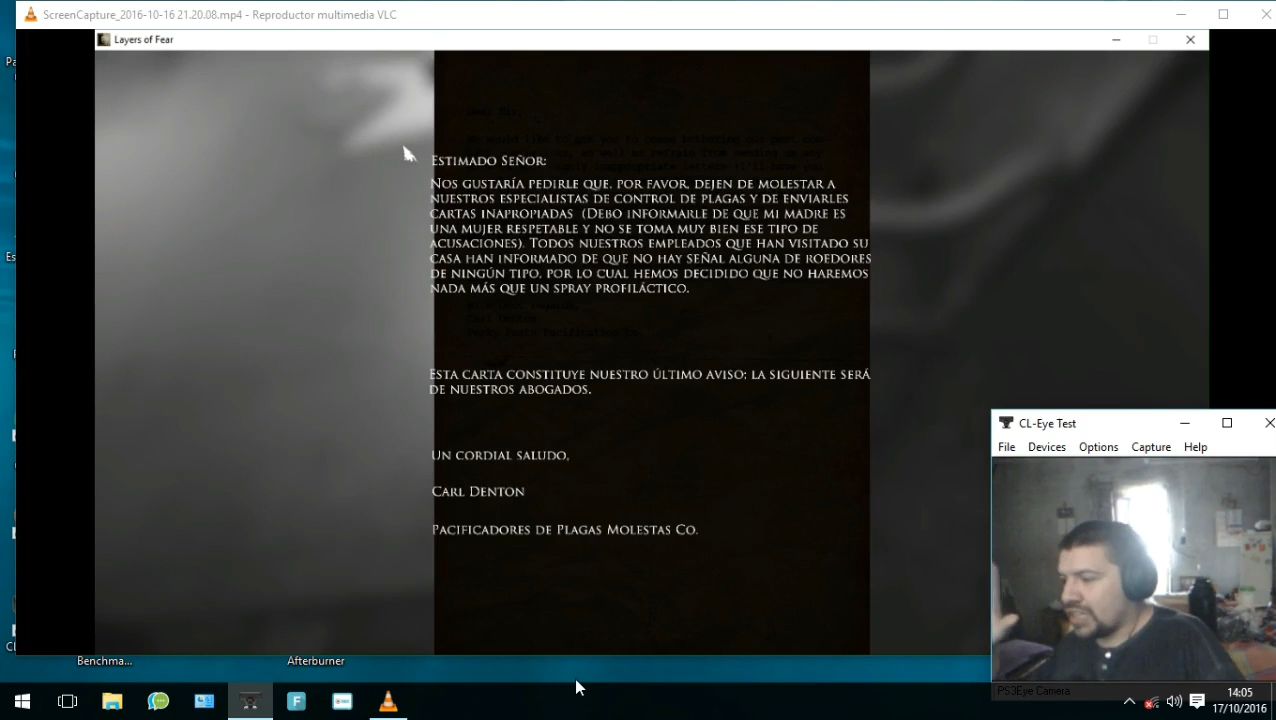 ScreenCapture_2016-10-16 21.20.08.mp4 - Reproductor multimedia VLC
Layers of Fear
Estimado Señor:
Nos gustaría pedirle que, por favor, dejen de molestar a
nuestros especialistas de control de plagas y de enviarles
cartas inapropiadas (Debo informarle de que mi madre es
una mujer respetable y no se toma muy bien ese tipo de
acusaciones). Todos nuestros empleados que han visitado su
casa han informado de que no hay señal alguna de roedores
de ningún tipo, por lo cual hemos decidido que no haremos
nada más que un spray profiláctico.
Esta carta constituye nuestro último aviso; la siguiente será
de nuestros abogados.
Un cordial saludo,
Carl Denton
Pacificadores de Plagas Molestas Co.
CL-Eye Test
File Devices Options Capture Help
PS3Eye Camera
Benchma...
Afterburner
14:05
17/10/2016